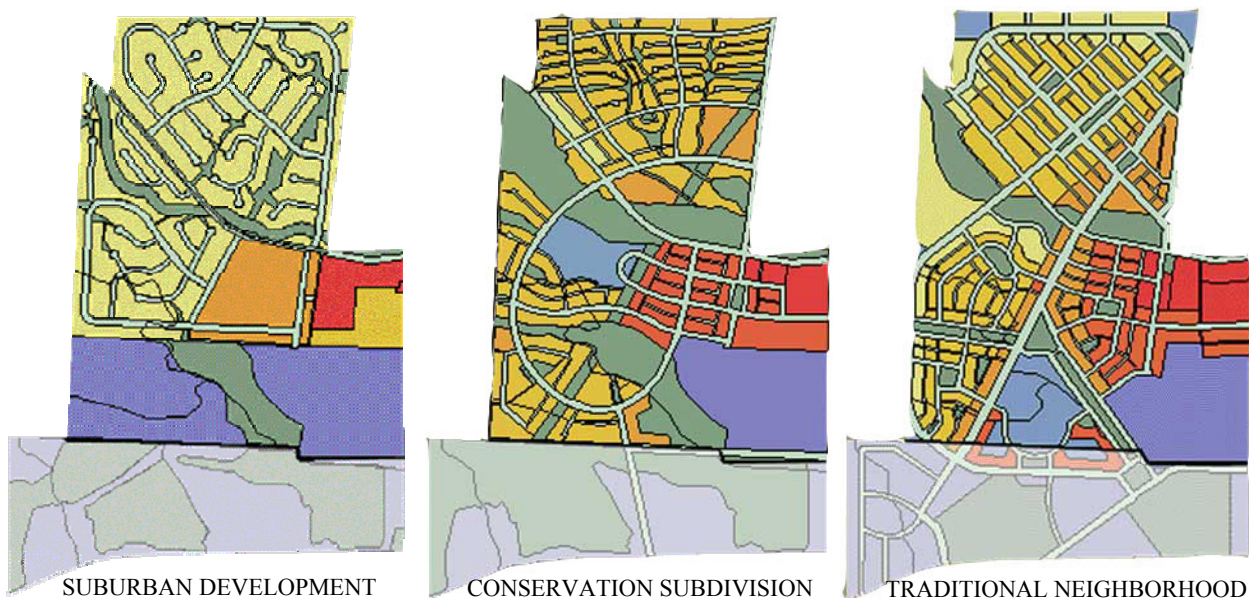 SUBURBAN DEVELOPMENT
CONSERVATION SUBDIVISION
TRADITIONAL NEIGHBORHOOD